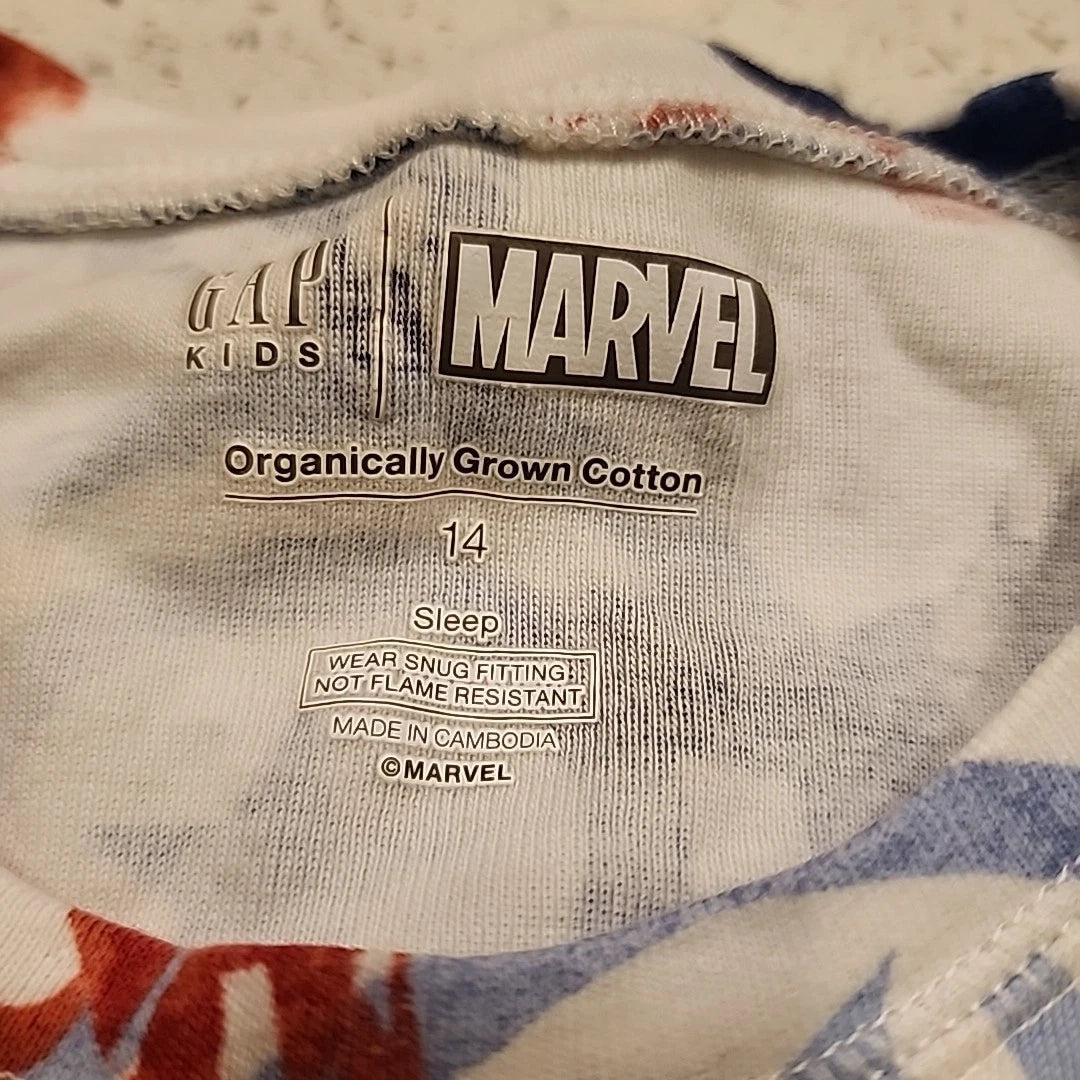 GAP
KIDS
MARVEL
Organically Grown Cotton
14
Sleep
WEAR SNUG FITTING
NOT FLAME RESISTANT
MADE IN CAMBODIA
©MARVEL